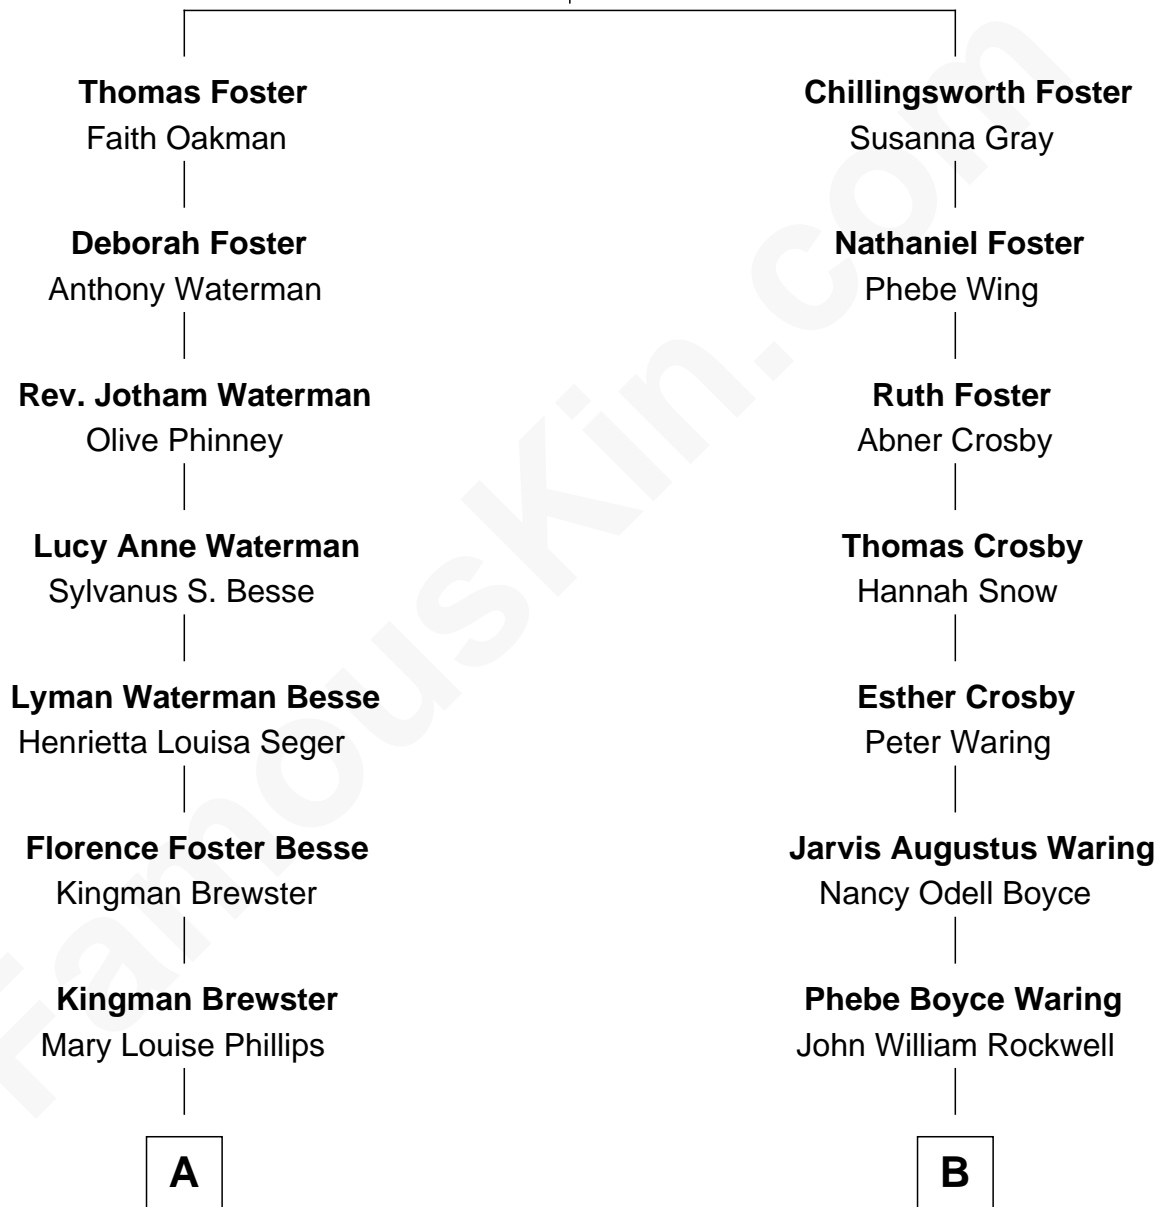 Thomas Foster
Faith Oakman
Chillingsworth Foster
Susanna Gray
Deborah Foster
Anthony Waterman
Nathaniel Foster
Phebe Wing
Rev. Jotham Waterman
Olive Phinney
Ruth Foster
Abner Crosby
Lucy Anne Waterman
Sylvanus S. Besse
Thomas Crosby
Hannah Snow
Lyman Waterman Besse
Henrietta Louisa Seger
Esther Crosby
Peter Waring
Florence Foster Besse
Kingman Brewster
Jarvis Augustus Waring
Nancy Odell Boyce
Kingman Brewster
Mary Louise Phillips
Phebe Boyce Waring
John William Rockwell
A
B
FamousKin.com